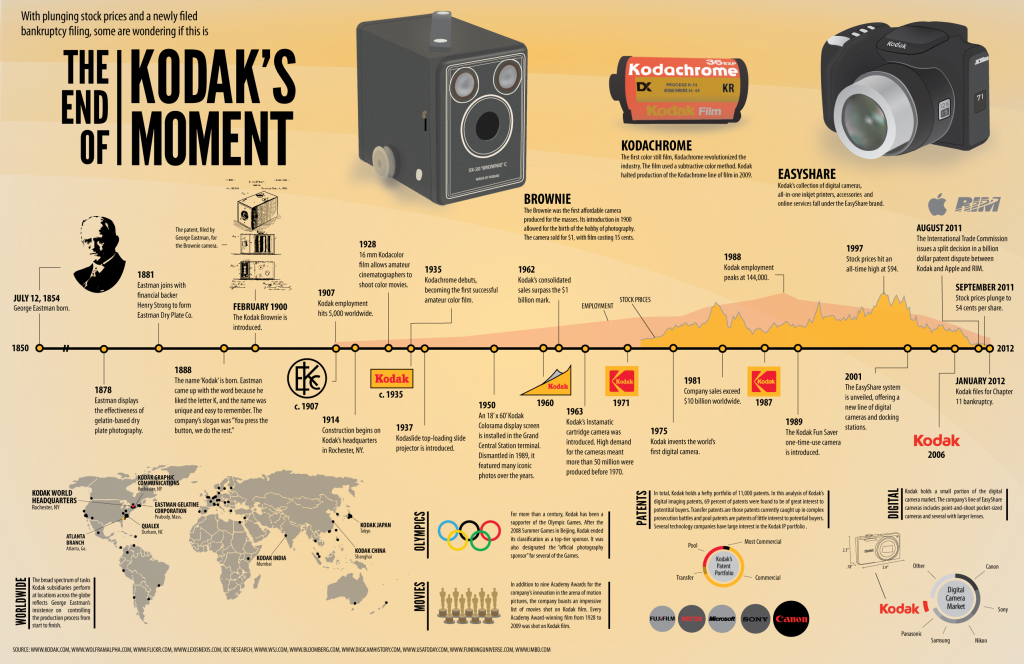 With plunging stock prices and a newly filed
bankruptcy filing, some are wondering if this is
THE
END
OF
KODAK'S
MOMENT
BROWNIE
The Brownie was the first affordable camera
produced for the masses. Its introduction in 1900
allowed for the birth of the hobby of photography.
The camera sold for $1, with film costing 15 cents.
36 EXP
Kodachrome
DX
PROCESS K-14
KR
Kodak Film
KODACHROME
The first color still film, Kodachrome revolutionized the
industry. The film used a subtractive color method. Kodak
halted production of the Kodachrome line of film in 2009.
Kodak
EASYSHARE
Kodak's collection of digital cameras,
all-in-one inkjet printers, accessories and
online services fall under the EasyShare brand.
RIM
The patent, filed by
George Eastman, for
the Brownie camera.
JULY 12, 1854
George Eastman born.
1881
Eastman joins with
financial backer
Henry Strong to form
Eastman Dry Plate Co.
FEBRUARY 1900
The Kodak Brownie is
introduced.
1907
Kodak employment
hits 5,000 worldwide.
1928
16 mm Kodacolor
film allows amateur
cinematographers to
shoot color movies.
1935
Kodachrome debuts,
becoming the first successful
amateur color film.
1962
Kodak's consolidated
sales surpass the $1
billion mark.
EMPLOYMENT
STOCK PRICES
1988
Kodak employment
peaks at 144,000.
1997
Stock prices hit an
all-time high at $94.
AUGUST 2011
The International Trade Commission
issues a split decision in a billion
dollar patent dispute between
Kodak and Apple and RIM.
SEPTEMBER 2011
Stock prices plunge to
54 cents per share.
1850
2012
1878
Eastman displays
the effectiveness of
gelatin-based dry
plate photography.
1888
The name 'Kodak' is born. Eastman
came up with the word because he
liked the letter K, and the name was
unique and easy to remember. The
company's slogan was "You press the
button, we do the rest."
EKC
c. 1907
1914
Construction begins on
Kodak's headquarters
in Rochester, NY.
Kodak
c. 1935
1937
Kodaslide top-loading slide
projector is introduced.
1950
An 18' x 60' Kodak
Colorama display screen
is installed in the Grand
Central Station terminal.
Dismantled in 1989, it
featured many iconic
photos over the years.
Kodak
1960
1963
Kodak's Instamatic
cartridge camera was
introduced. High demand
for the cameras meant
more than 50 million were
produced before 1970.
Kodak
1971
1975
Kodak invents the world's
first digital camera.
1981
Company sales exceed
$10 billion worldwide.
Kodak
1987
1989
The Kodak Fun Saver
one-time-use camera
is introduced.
2001
The EasyShare system
is unveiled, offering a
new line of digital
cameras and docking
stations.
Kodak
2006
JANUARY 2012
Kodak files for Chapter
11 bankruptcy.
KODAK WORLD
HEADQUARTERS
Rochester, NY
KODAK GRAPHIC
COMMUNICATIONS
Rochester, NY
EASTMAN GELATINE
CORPORATION
Peabody, Mass.
QUALEX
Durham, NC
ATLANTA
BRANCH
Atlanta, Ga.
KODAK INDIA
Mumbai
KODAK JAPAN
Tokyo
KODAK CHINA
Shanghai
WORLDWIDE
The broad spectrum of tasks
Kodak subsidiaries perform
at locations across the globe
reflects George Eastman's
insistence on controlling
the production process from
start to finish.
OLYMPICS
For more than a century, Kodak has been a
supporter of the Olympic Games. After the
2008 Summer Games in Beijing, Kodak ended
its classification as a top-tier sponsor. It was
also designated the "official photography
sponsor" for several of the Games.
MOVIES
In addition to nine Academy Awards for the
company's innovation in the arena of motion
pictures, the company boasts an impressive
list of movies shot on Kodak film. Every
Academy Award-winning film from 1928 to
2009 was shot on Kodak film.
PATENTS
In total, Kodak holds a hefty portfolio of 11,000 patents. In this analysis of Kodak's
digital imaging patents, 69 percent of patents were found to be of great interest to
potential buyers. Transfer patents are those patents currently caught up in complex
prosecution battles and pool patents are patents of little interest to potential buyers.
Several technology companies have large interest in the Kodak IP portfolio .
Pool
Most Commercial
Kodak's
Patent
Portfolio
Transfer
Commercial
FUJIFILM
Microsoft
SONY
Canon
DIGITAL
Kodak holds a small portion of the digital
camera market. The company's line of EasyShare
cameras includes point-and-shoot pocket-sized
cameras and several with larger lenses.
Other
Canon
Digital
Camera
Market
Kodak
Sony
Panasonic
Samsung
Nikon
SOURCE: WWW.KODAK.COM, WWW.WOLFRAMALPHA.COM, WWW.FLICKR.COM, WWW.LEXISNEXIS.COM, IDC RESEARCH, WWW.WSJ.COM, WWW.BLOOMBERG.COM, WWW.DIGICAMHISTORY.COM, WWW.USATODAY.COM, WWW.FUNDINGUNIVERSE.COM, WWW.IMBD.COM